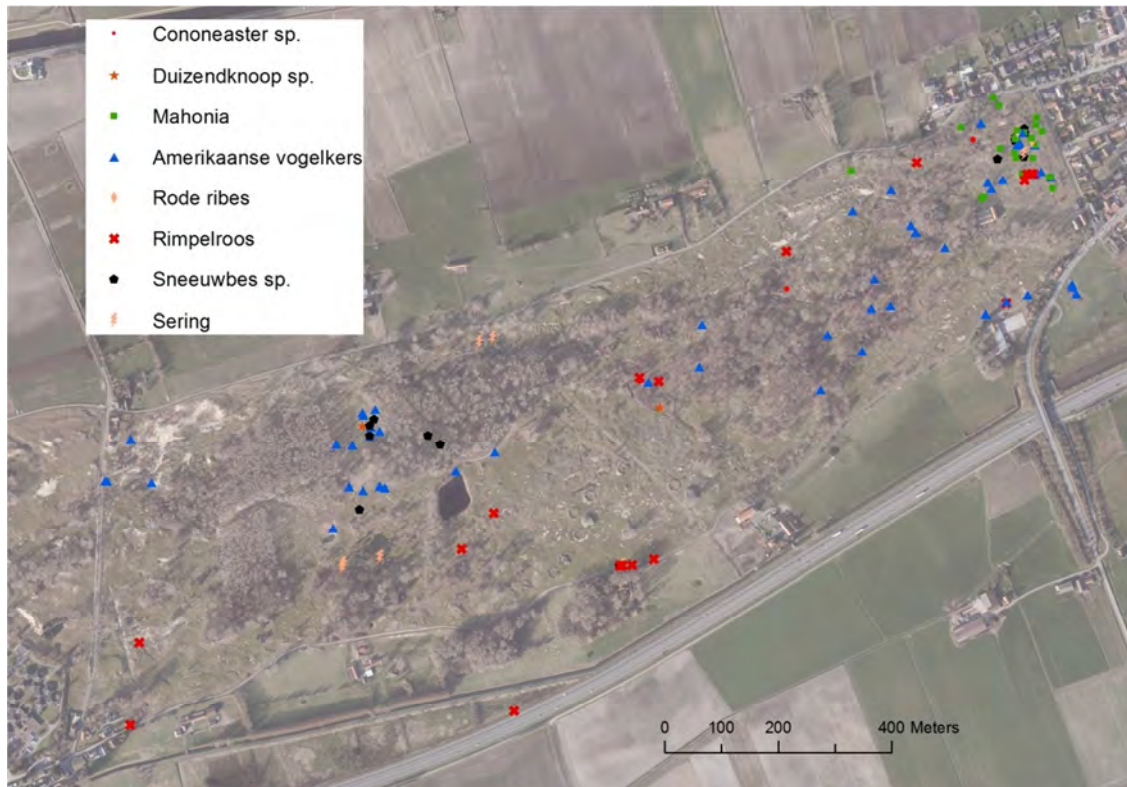 Cononeaster sp.
Duizendknoop sp.
Mahonia
Amerikaanse vogelkers
Rode ribes
Rimpelroos
Sneeuwbes sp.
Sering
0 100 200 400 Meters